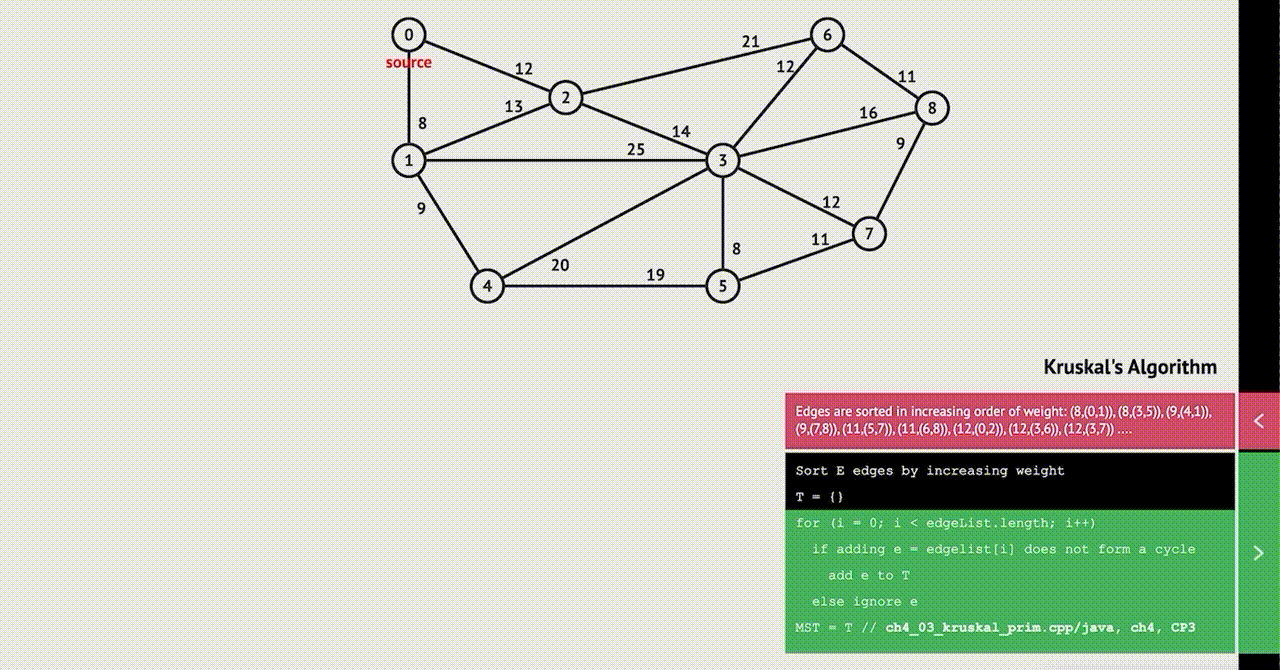 0
6
source
21
12
12
11
2
8
13
16
8
14
9
25
1
3
9
12
7
11
8
20
19
4
5
Kruskal's Algorithm
Edges are sorted in increasing order of weight: (8,(0,1)), (8,(3,5)), (9,(4,1)),
(9,(7,8)), (11,(5,7)), (11,(6,8)), (12,(0,2)), (12,(3,6)), (12,(3,7)) ....
<
Sort E edges by increasing weight
T = {}
for (i = 0; i < edgeList.length; i++)
if adding e = edgelist[i] does not form a cycle
>
add e to T
else ignore e
MST = T // ch4_03_kruskal_prim.cpp/java, ch4, CP3